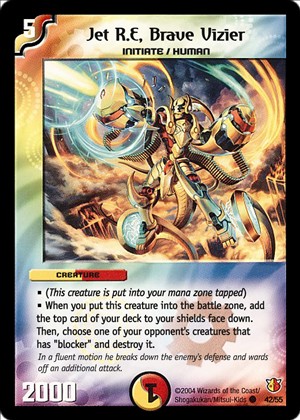 5
Jet R.E, Brave Vizier
INITIATE / HUMAN
CREATURE
▪ (This creature is put into your mana zone tapped)
▪ When you put this creature into the battle zone, add
the top card of your deck to your shields face down.
Then, choose one of your opponent's creatures that
has "blocker" and destroy it.
In a fluent motion he breaks down the enemy's defenses and wards
off an additional attack.
2000
©2004 Wizards of the Coast/
Shogakukan/Mitsui-Kids
42/55